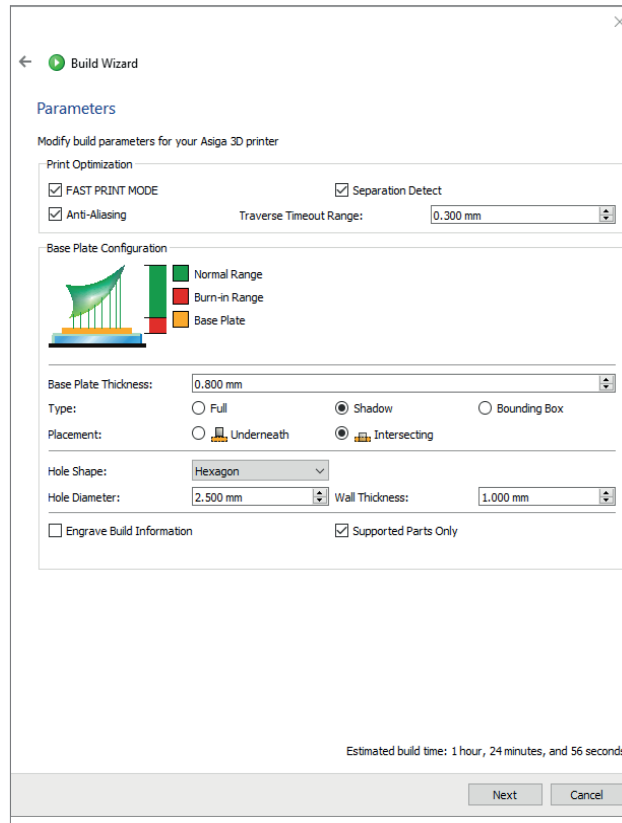 Build Wizard
Parameters
Modify build parameters for your Asiga 3D printer
Print Optimization
FAST PRINT MODE Separation Detect
Anti-Aliasing Traverse Timeout Range: 0.300 mm
Base Plate Configuration
Normal Range
Burn-in Range
Base Plate
Base Plate Thickness: 0.800 mm
Type: Full Shadow Bounding Box
Placement: Underneath Intersecting
Hole Shape: Hexagon
Hole Diameter: 2.500 mm Wall Thickness: 1.000 mm
Engrave Build Information Supported Parts Only
Estimated build time: 1 hour, 24 minutes, and 56 seconds
Next Cancel